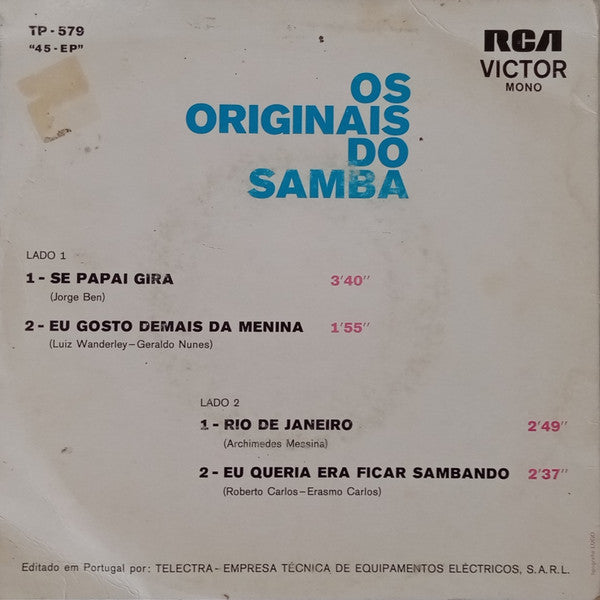 TP - 579
"45 - EP"
RCA
VICTOR
MONO
OS
ORIGINAIS
DO
SAMBA
LADO 1
1 - SE PAPAI GIRA 3'40"
(Jorge Ben)
2 - EU GOSTO DEMAIS DA MENINA 1'55"
(Luiz Wanderley – Geraldo Nunes)
LADO 2
1 - RIO DE JANEIRO 2'49"
(Archimedes Messina)
2 - EU QUERIA ERA FICAR SAMBANDO 2'37"
(Roberto Carlos – Erasmo Carlos)
Editado em Portugal por: TELECTRA – EMPRESA TÉCNICA DE EQUIPAMENTOS ELÉCTRICOS, S. A. R. L.